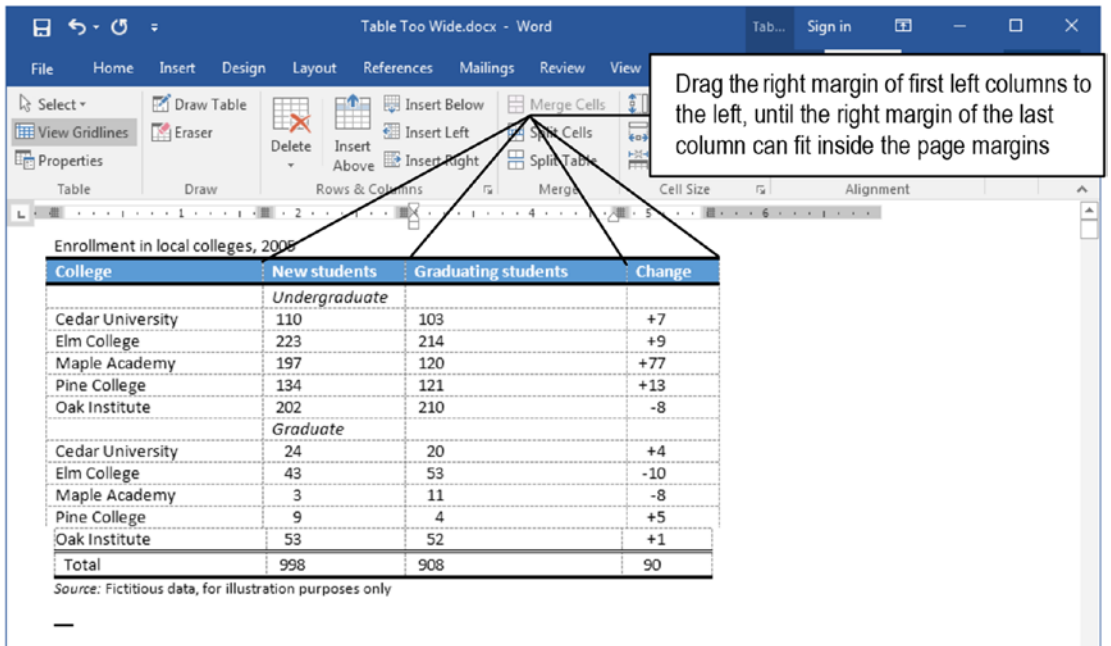 Table Too Wide.docx - Word Tab... Sign in
File Home Insert Design Layout References Mailings Review View
Drag the right margin of first left columns to
the left, until the right margin of the last
column can fit inside the page margins
Select Draw Table Insert Below Merge Cells
View Gridlines Eraser Delete Insert Above Insert Left Split Cells
Properties Insert Right Split Table
Table Draw Rows & Columns Merge Cell Size Alignment
L 1 2 4 5 6
Enrollment in local colleges, 2005
College New students Graduating students Change
Undergraduate
Cedar University 110 103 +7
Elm College 223 214 +9
Maple Academy 197 120 +77
Pine College 134 121 +13
Oak Institute 202 210 -8
Graduate
Cedar University 24 20 +4
Elm College 43 53 -10
Maple Academy 3 11 -8
Pine College 9 4 +5
Oak Institute 53 52 +1
Total 998 908 90
Source: Fictitious data, for illustration purposes only